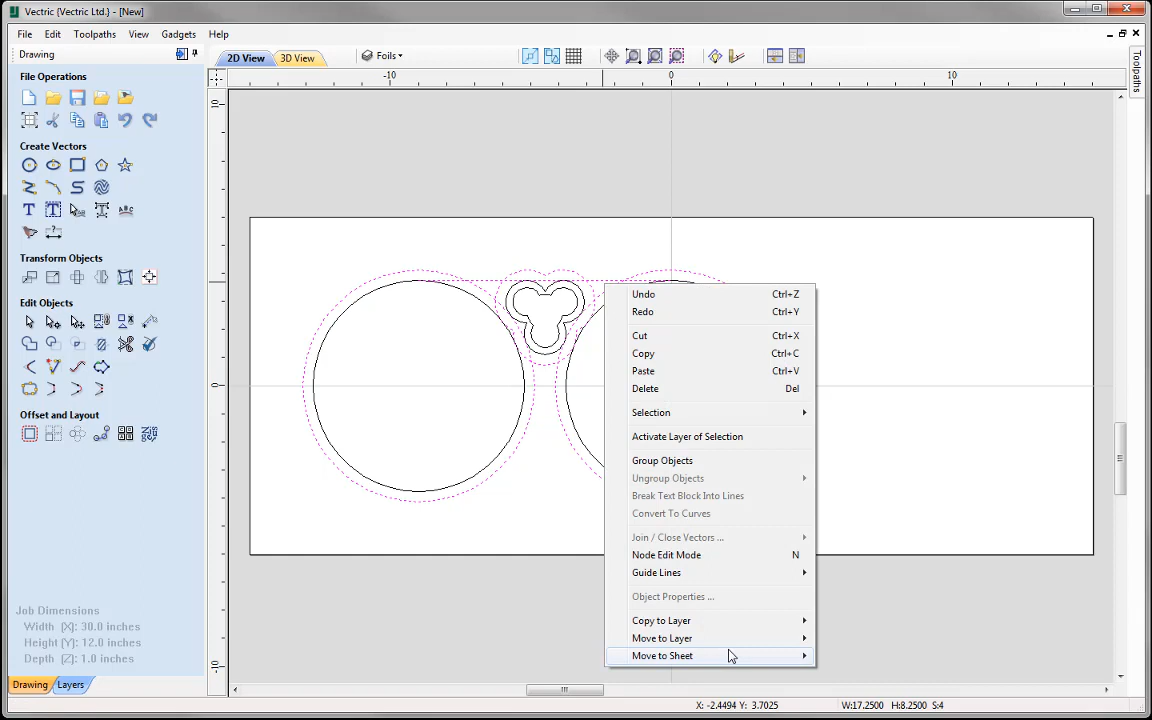 Vectric {Vectric Ltd.} - [New]
File Edit Toolpaths View Gadgets Help
Drawing
2D View 3D View Foils
File Operations
Create Vectors
Transform Objects
Edit Objects
Offset and Layout
Job Dimensions
Width [X]: 30.0 inches
Height [Y]: 12.0 inches
Depth [Z]: 1.0 inches
Drawing Layers
Toolpaths
-10 0 10
10
0
-10
Undo Ctrl+Z
Redo Ctrl+Y
Cut Ctrl+X
Copy Ctrl+C
Paste Ctrl+V
Delete Del
Selection
Activate Layer of Selection
Group Objects
Ungroup Objects
Break Text Block Into Lines
Convert To Curves
Join / Close Vectors ...
Node Edit Mode N
Guide Lines
Object Properties ...
Copy to Layer
Move to Layer
Move to Sheet
X: -2.4494 Y: 3.7025 W:17.2500 H:8.2500 S:4